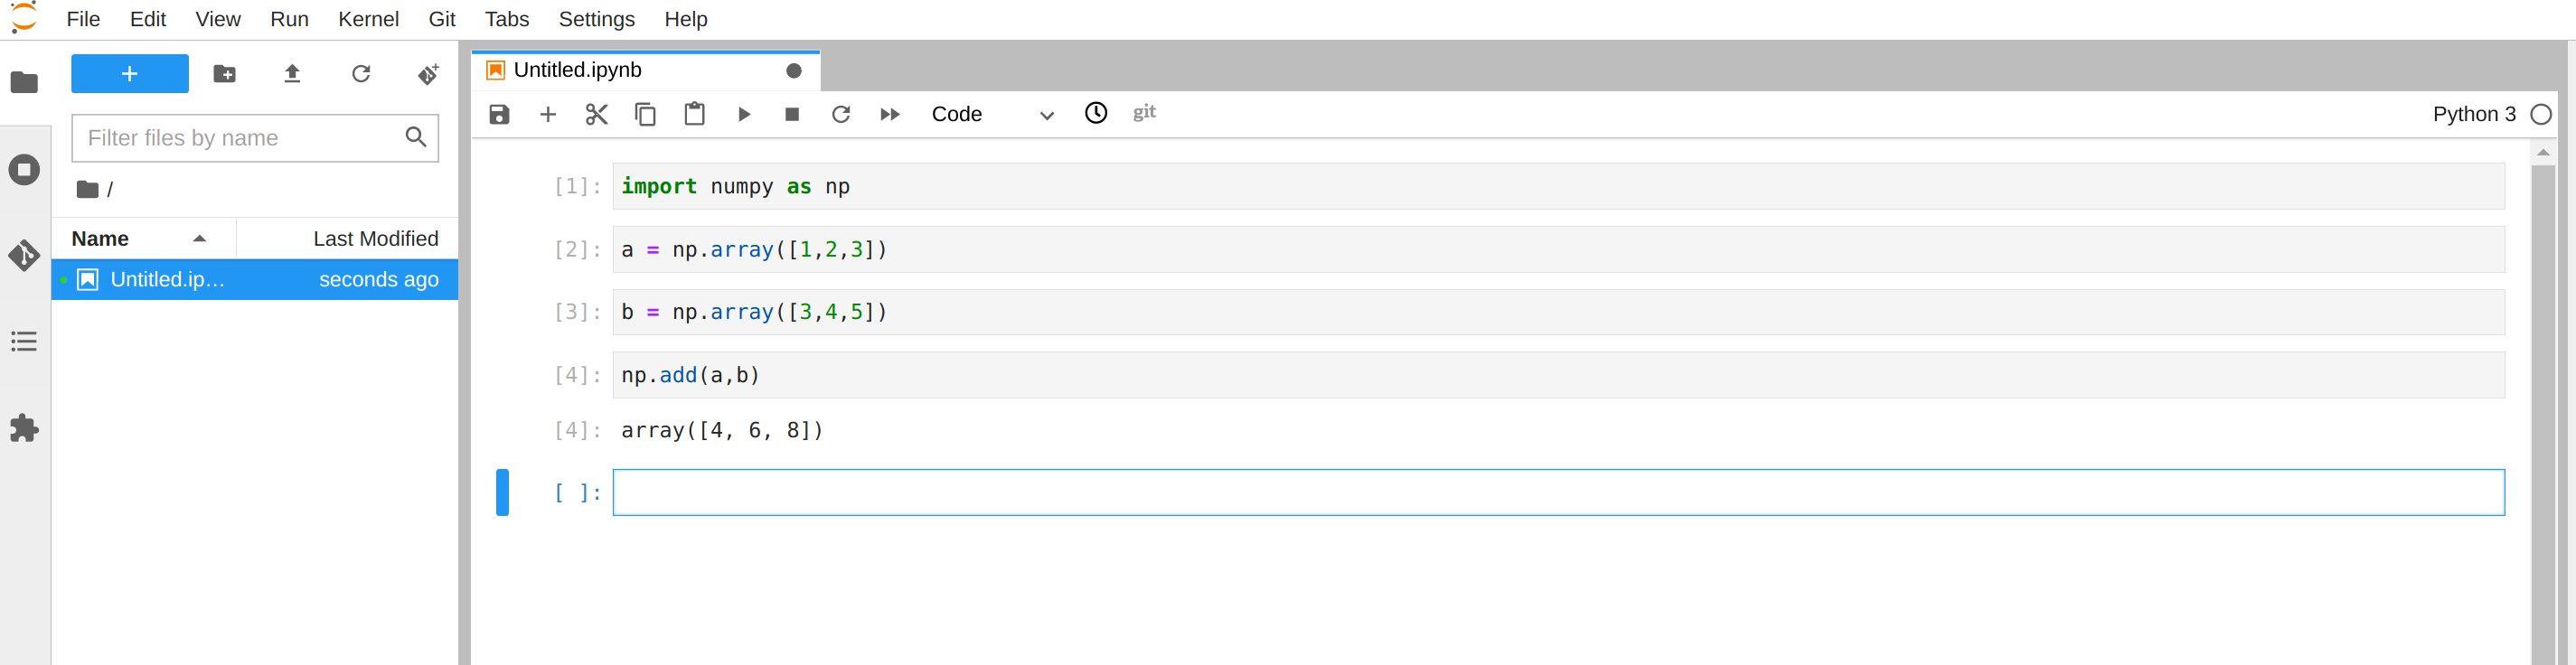 File Edit View Run Kernel Git Tabs Settings Help
+
Filter files by name
/
Name Last Modified
Untitled.ip… seconds ago
Untitled.ipynb
Code git Python 3
[1]: import numpy as np
[2]: a = np.array([1,2,3])
[3]: b = np.array([3,4,5])
[4]: np.add(a,b)
[4]: array([4, 6, 8])
[ ]: